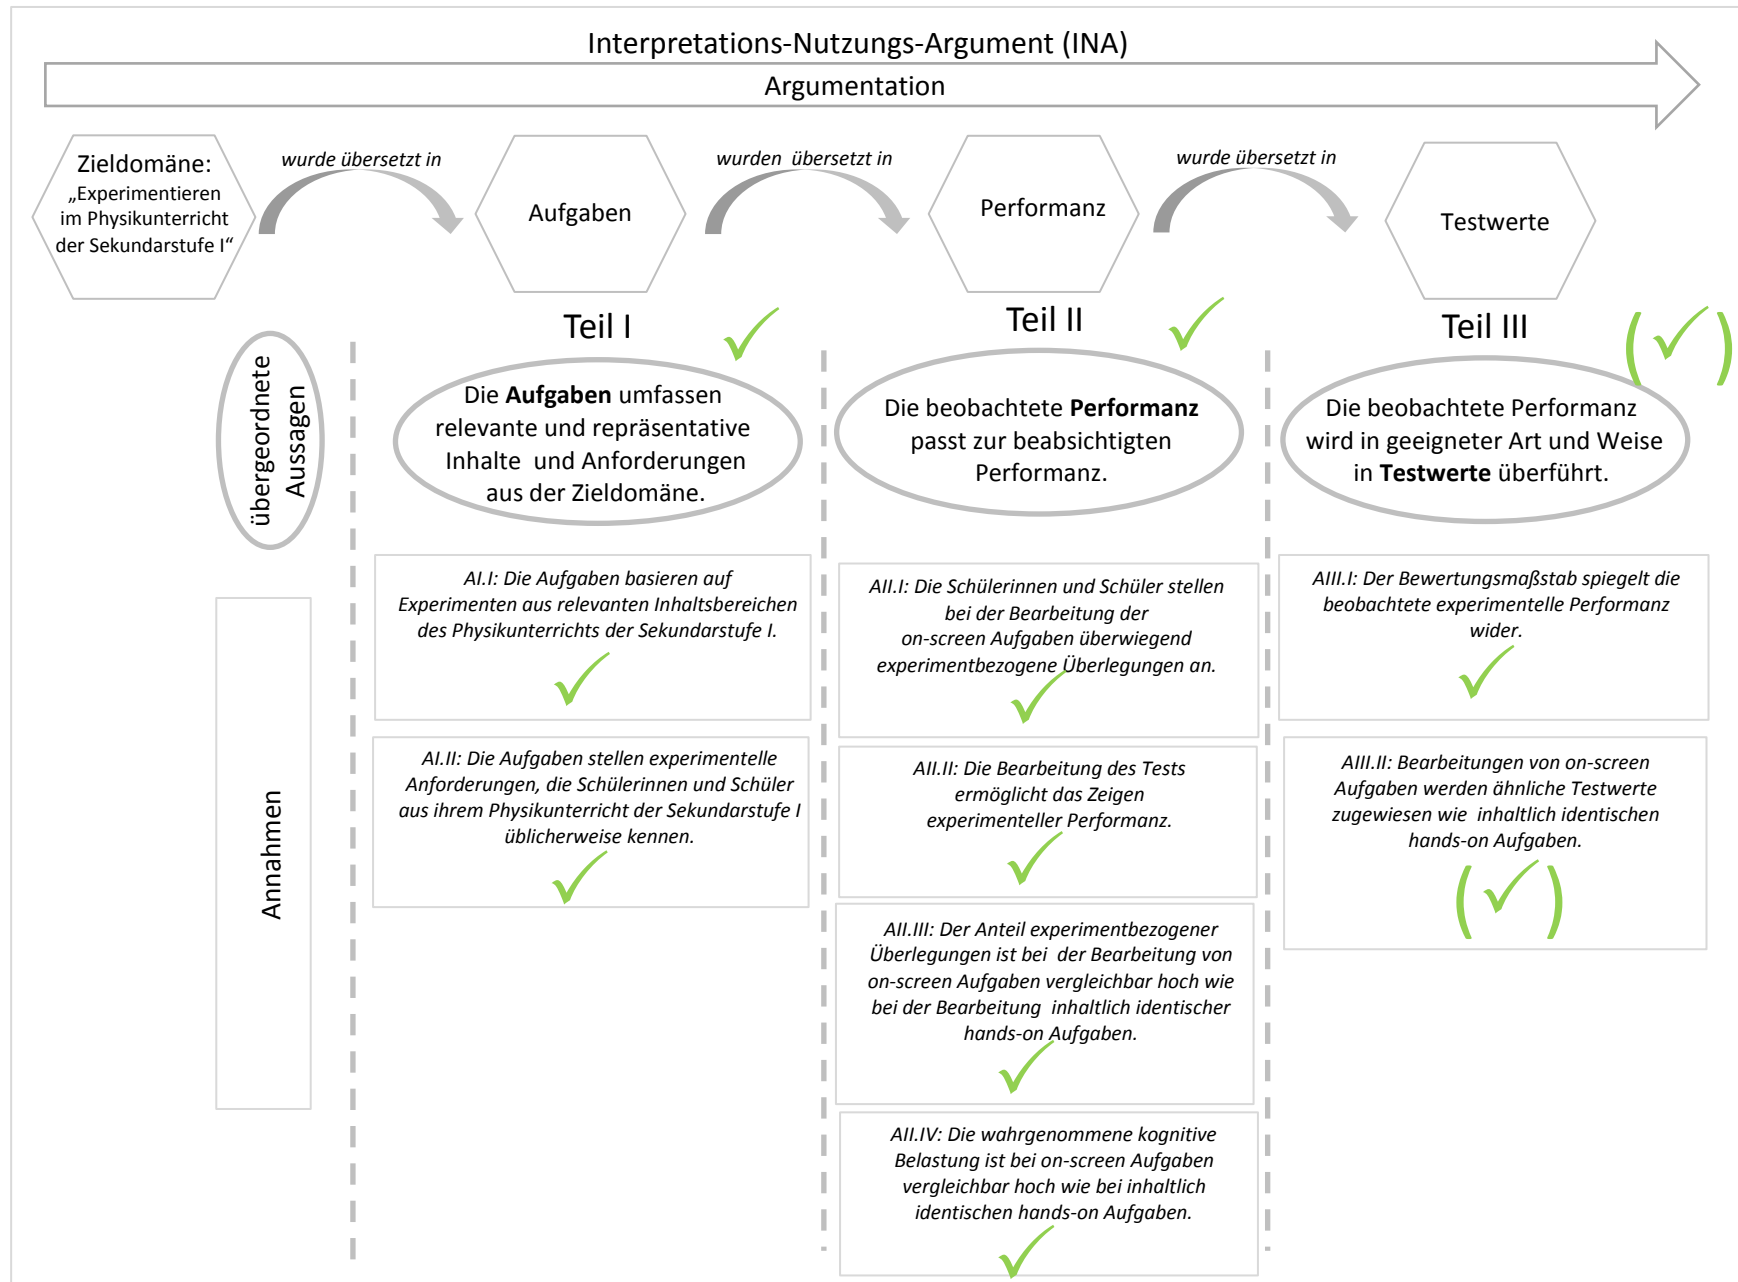 Interpretations-Nutzungs-Argument (INA)
Argumentation
Zieldomäne:
„Experimentieren
im Physikunterricht
der Sekundarstufe I“
wurde übersetzt in
Aufgaben
wurden übersetzt in
Performanz
wurde übersetzt in
Testwerte
Teil I
Teil II
Teil III
übergeordnete
Aussagen
Die Aufgaben umfassen
relevante und repräsentative
Inhalte und Anforderungen
aus der Zieldomäne.
Die beobachtete Performanz
passt zur beabsichtigten
Performanz.
Die beobachtete Performanz
wird in geeigneter Art und Weise
in Testwerte überführt.
Annahmen
AI.I: Die Aufgaben basieren auf
Experimenten aus relevanten Inhaltsbereichen
des Physikunterrichts der Sekundarstufe I.
AI.II: Die Aufgaben stellen experimentelle
Anforderungen, die Schülerinnen und Schüler
aus ihrem Physikunterricht der Sekundarstufe I
üblicherweise kennen.
AII.I: Die Schülerinnen und Schüler stellen
bei der Bearbeitung der
on-screen Aufgaben überwiegend
experimentbezogene Überlegungen an.
AII.II: Die Bearbeitung des Tests
ermöglicht das Zeigen
experimenteller Performanz.
AII.III: Der Anteil experimentbezogener
Überlegungen ist bei der Bearbeitung von
on-screen Aufgaben vergleichbar hoch wie
bei der Bearbeitung inhaltlich identischer
hands-on Aufgaben.
AII.IV: Die wahrgenommene kognitive
Belastung ist bei on-screen Aufgaben
vergleichbar hoch wie bei inhaltlich
identischen hands-on Aufgaben.
AIII.I: Der Bewertungsmaßstab spiegelt die
beobachtete experimentelle Performanz
wider.
AIII.II: Bearbeitungen von on-screen
Aufgaben werden ähnliche Testwerte
zugewiesen wie inhaltlich identischen
hands-on Aufgaben.